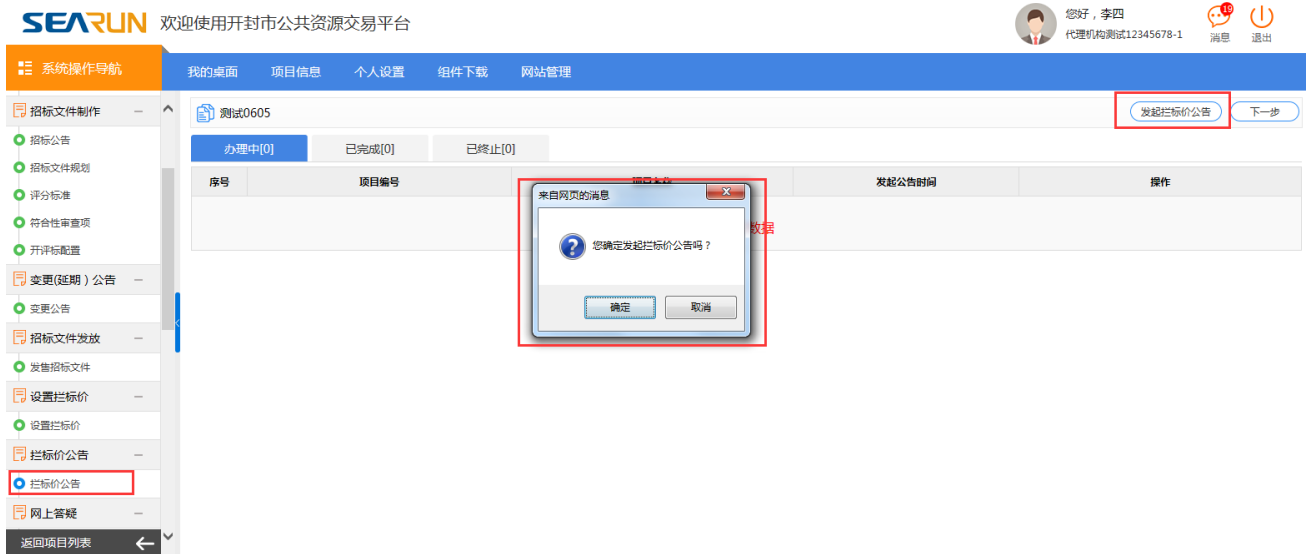 SEARUN 欢迎使用开封市公共资源交易平台
您好，李四
代理机构测试12345678-1
19
消息
退出
系统操作导航
我的桌面 项目信息 个人设置 组件下载 网站管理
招标文件制作
招标公告
招标文件规划
评分标准
符合性审查项
开评标配置
变更(延期）公告
变更公告
招标文件发放
发售招标文件
设置拦标价
设置拦标价
拦标价公告
拦标价公告
网上答疑
返回项目列表
测试0605
发起拦标价公告 下一步
办理中[0] 已完成[0] 已终止[0]
序号 项目编号 发起公告时间 操作
数据
来自网页的消息
您确定发起拦标价公告吗？
确定 取消